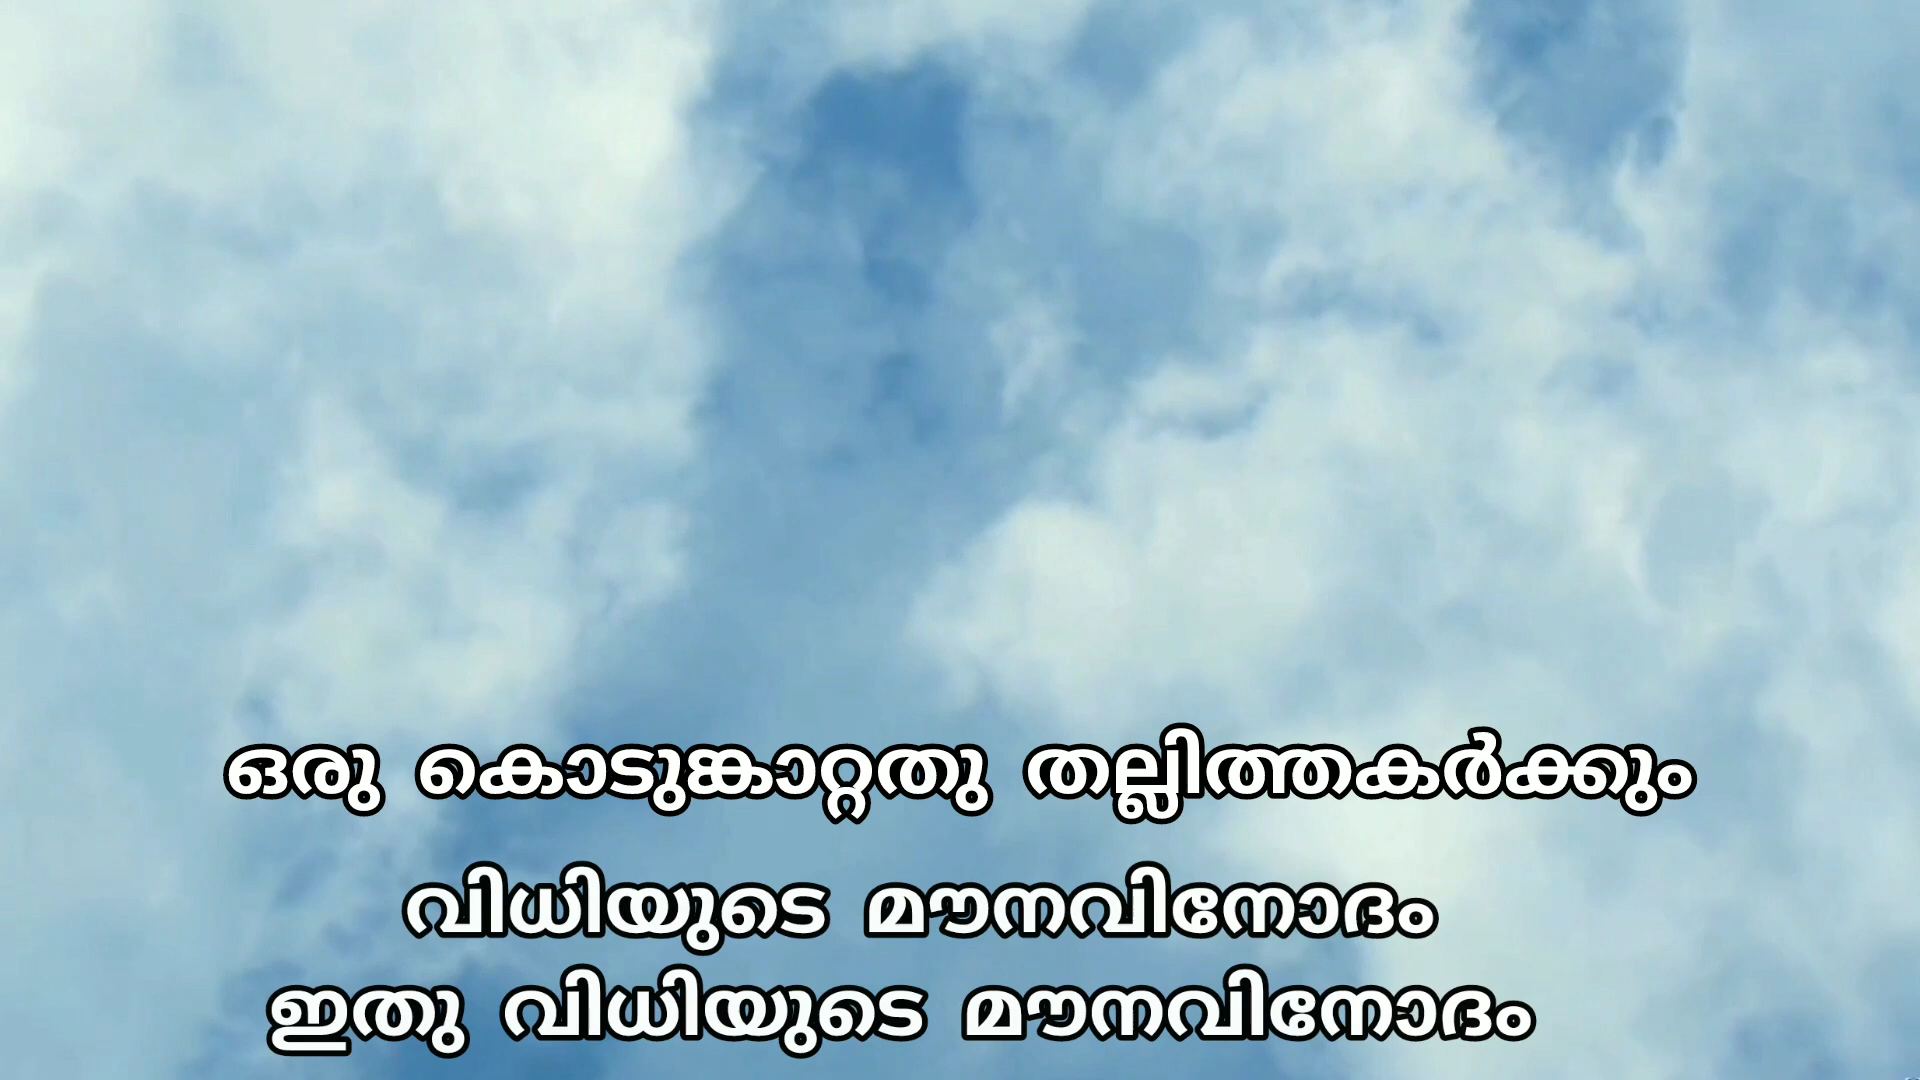 ഒരു കൊടുങ്കാറ്റതു തല്ലിത്തകർക്കും
വിധിയുടെ മൗനവിനോദം
ഇതു വിധിയുടെ മൗനവിനോദം